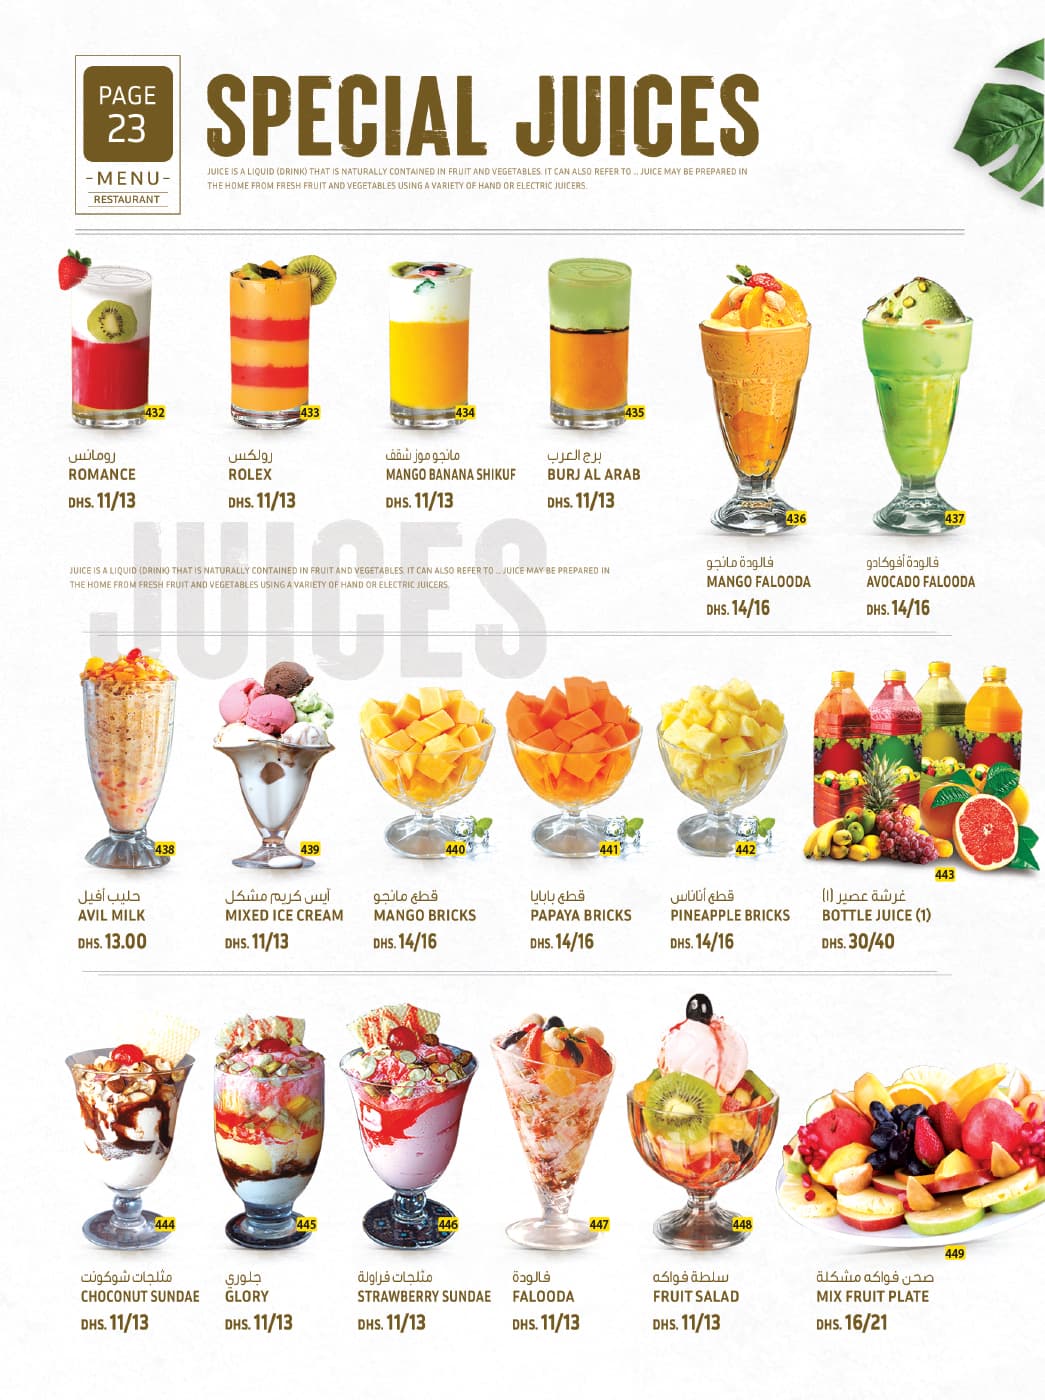 PAGE
23
-MENU-
RESTAURANT
SPECIAL JUICES
JUICE IS A LIQUID (DRINK) THAT IS NATURALLY CONTAINED IN FRUIT AND VEGETABLES. IT CAN ALSO REFER TO ... JUICE MAY BE PREPARED IN
THE HOME FROM FRESH FRUIT AND VEGETABLES USING A VARIETY OF HAND OR ELECTRIC JUICERS.
432
رومانس
ROMANCE
DHS. 11/13
433
رولكس
ROLEX
DHS. 11/13
434
مانجو موز شقف
MANGO BANANA SHIKUF
DHS. 11/13
435
برج العرب
BURJ AL ARAB
DHS. 11/13
436
فالودة مانجو
MANGO FALOODA
DHS. 14/16
437
فالودة أفوكادو
AVOCADO FALOODA
DHS. 14/16
JUICES
JUICE IS A LIQUID (DRINK) THAT IS NATURALLY CONTAINED IN FRUIT AND VEGETABLES. IT CAN ALSO REFER TO ... JUICE MAY BE PREPARED IN
THE HOME FROM FRESH FRUIT AND VEGETABLES USING A VARIETY OF HAND OR ELECTRIC JUICERS.
438
حليب أفيل
AVIL MILK
DHS. 13.00
439
آيس كريم مشكل
MIXED ICE CREAM
DHS. 11/13
440
قطع مانجو
MANGO BRICKS
DHS. 14/16
441
قطع بابايا
PAPAYA BRICKS
DHS. 14/16
442
قطع أناناس
PINEAPPLE BRICKS
DHS. 14/16
443
غرشة عصير (١)
BOTTLE JUICE (1)
DHS. 30/40
444
مثلجات شوكونت
CHOCONUT SUNDAE
DHS. 11/13
445
جلوري
GLORY
DHS. 11/13
446
مثلجات فراولة
STRAWBERRY SUNDAE
DHS. 11/13
447
فالودة
FALOODA
DHS. 11/13
448
سلطة فواكه
FRUIT SALAD
DHS. 11/13
449
صحن فواكه مشكلة
MIX FRUIT PLATE
DHS. 16/21